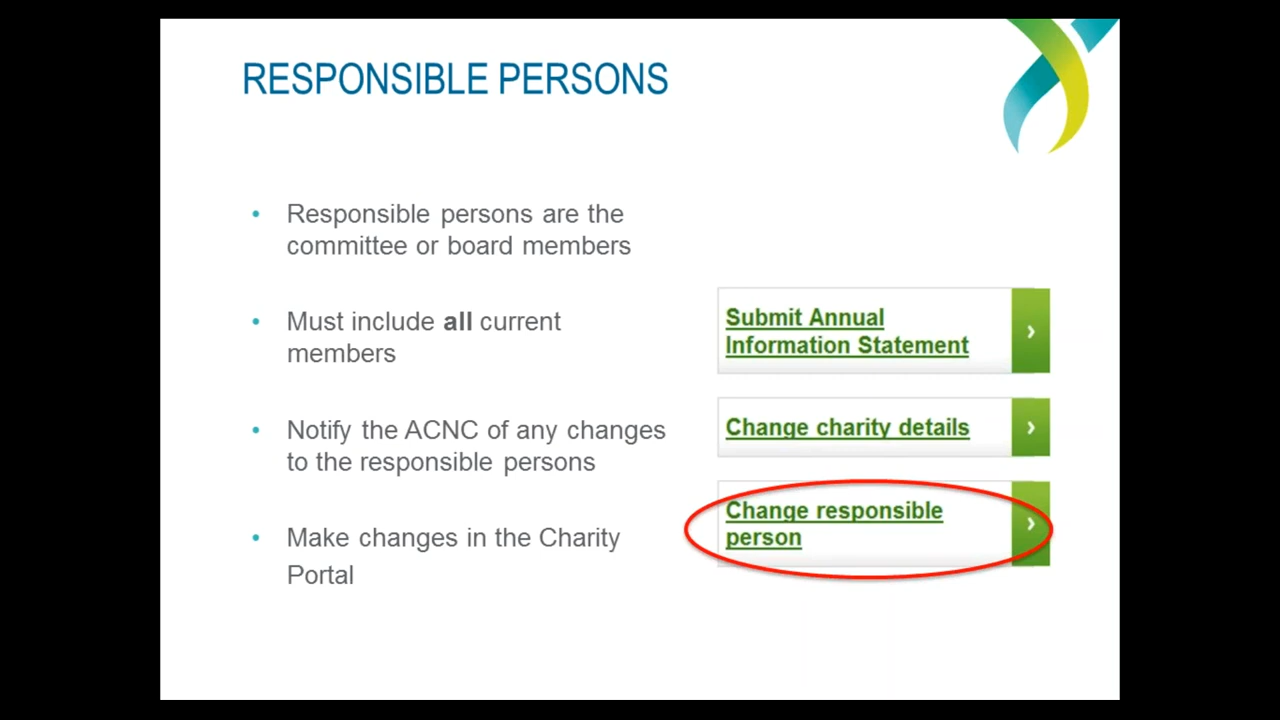 RESPONSIBLE PERSONS
• Responsible persons are the
committee or board members
• Must include all current
members
• Notify the ACNC of any changes
to the responsible persons
• Make changes in the Charity
Portal
Submit Annual
Information Statement
Change charity details
Change responsible
person